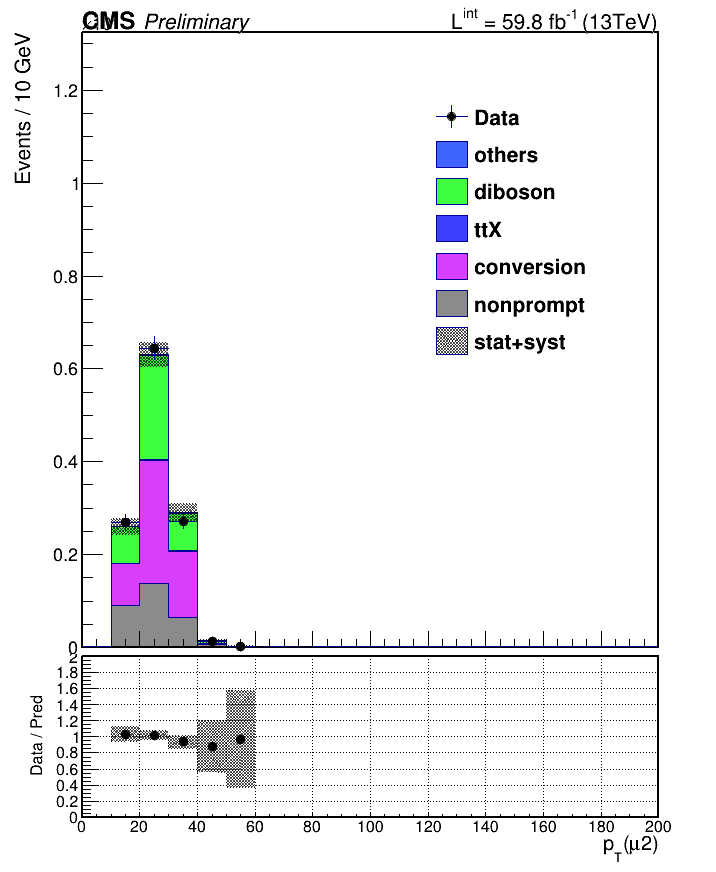 CMS Preliminary
L^int = 59.8 fb^-1 (13TeV)
Events / 10 GeV
1.2
1
0.8
0.6
0.4
0.2
0
Data
others
diboson
ttX
conversion
nonprompt
stat+syst
Data / Pred
2
1.8
1.6
1.4
1.2
1
0.8
0.6
0.4
0.2
0
0 20 40 60 80 100 120 140 160 180 200
p_T(μ2)